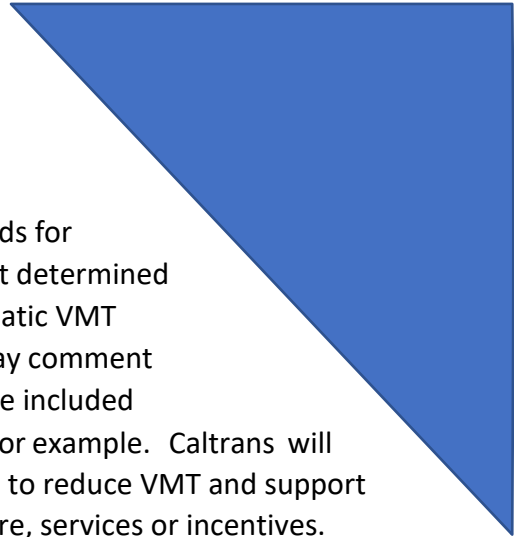 ds for
t determined
atic VMT
ay comment
e included
or example. Caltrans will
to reduce VMT and support
re, services or incentives.